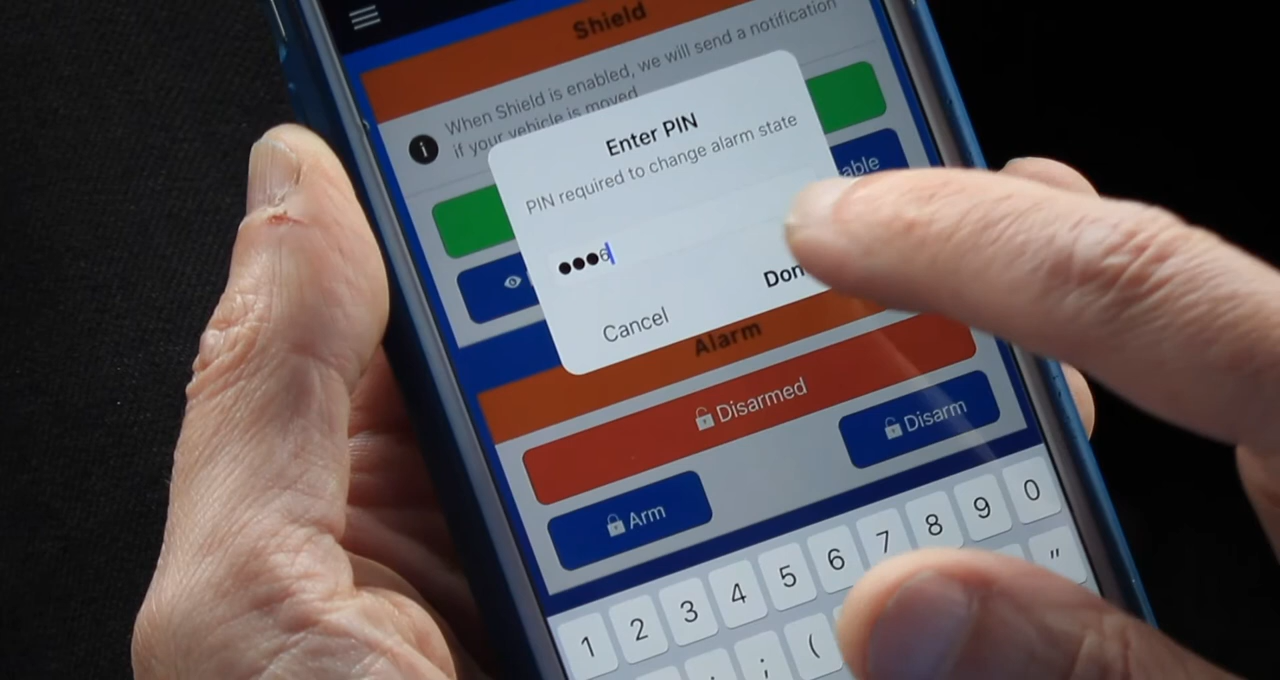 Shield
When Shield is enabled, we will send a notification
if your vehicle is moved
Enter PIN
PIN required to change alarm state
able
●●●6
Don
Cancel
Alarm
Disarmed
Disarm
Arm
1 2 3 4 5 6 7 8 9 0
; ( "